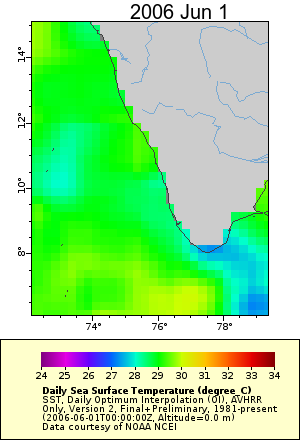 2006 Jun 1
14°
12°
10°
8°
74° 76° 78°
24 25 26 27 28 29 30 31 32 33 34
Daily Sea Surface Temperature (degree_C)
SST, Daily Optimum Interpolation (OI), AVHRR
Only, Version 2, Final+Preliminary, 1981-present
(2006-06-01T00:00:00Z, Altitude=0.0 m)
Data courtesy of NOAA NCEI